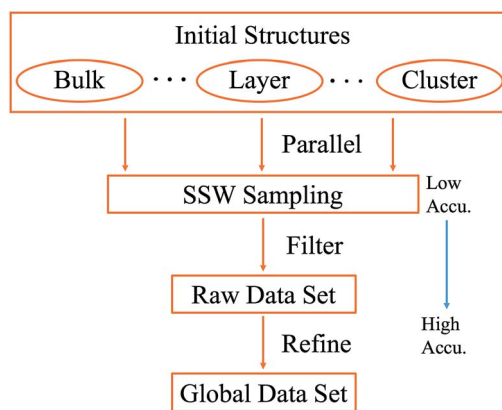 Initial Structures
Bulk ··· Layer ··· Cluster
Parallel
SSW Sampling
Low
Accu.
Filter
Raw Data Set
High
Accu.
Refine
Global Data Set